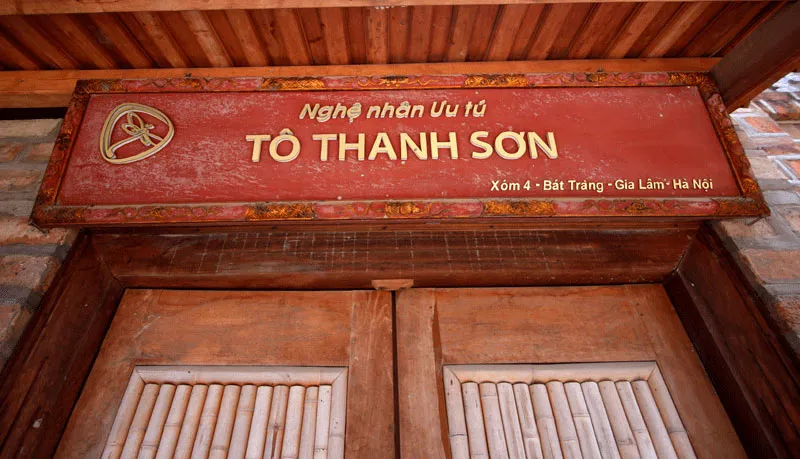 Nghệ nhân Ưu tú
TÔ THANH SƠN
Xóm 4 - Bát Tràng - Gia Lâm - Hà Nội